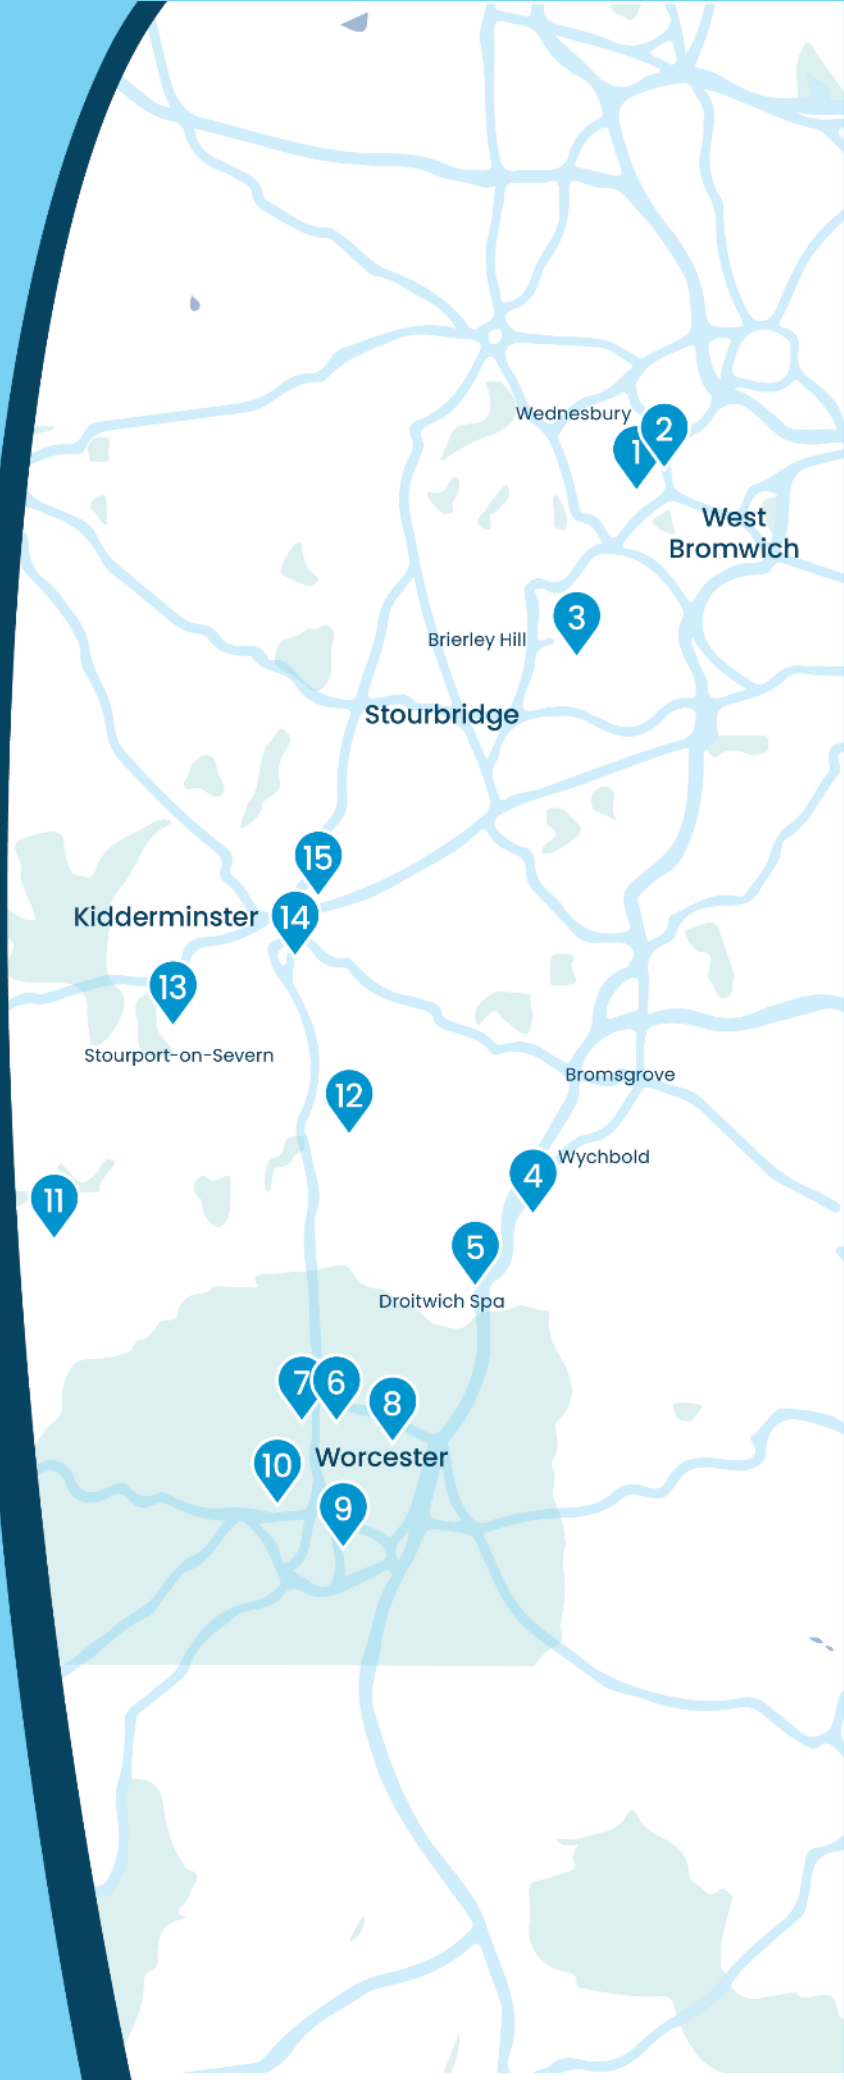 Wednesbury
2
1
West
Bromwich
3
Brierley Hill
Stourbridge
15
Kidderminster
14
13
Stourport-on-Severn
Bromsgrove
12
Wychbold
4
11
5
Droitwich Spa
7
6
8
Worcester
10
9